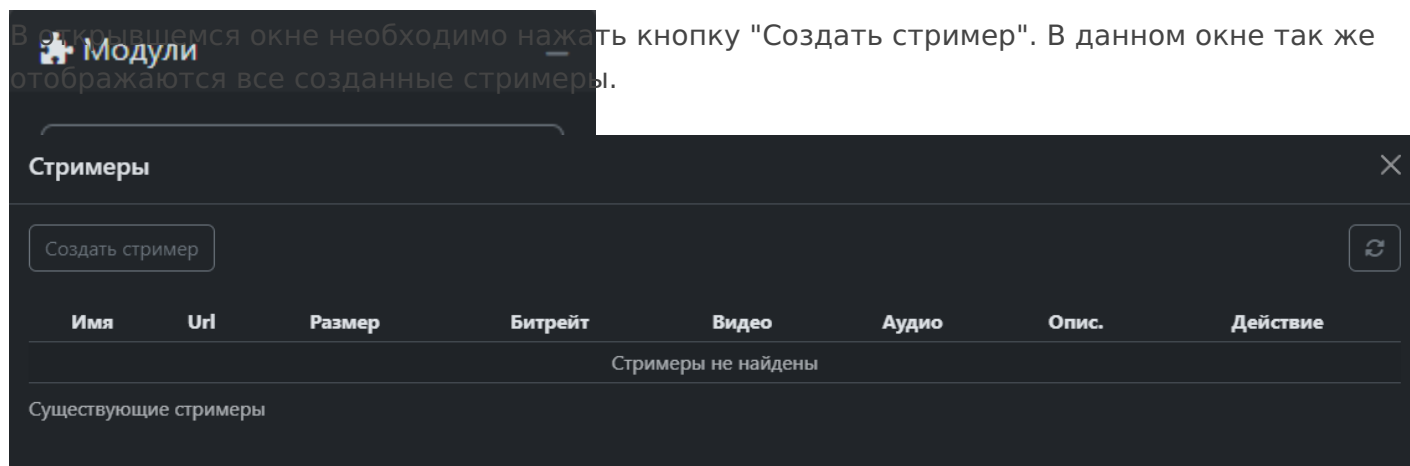 В открывшемся окне необходимо нажать кнопку "Создать стример". В данном окне так же
отображаются все созданные стримеры.
Модули
Стримеры
Создать стример
Имя Url Размер Битрейт Видео Аудио Опис. Действие
Стримеры не найдены
Существующие стримеры